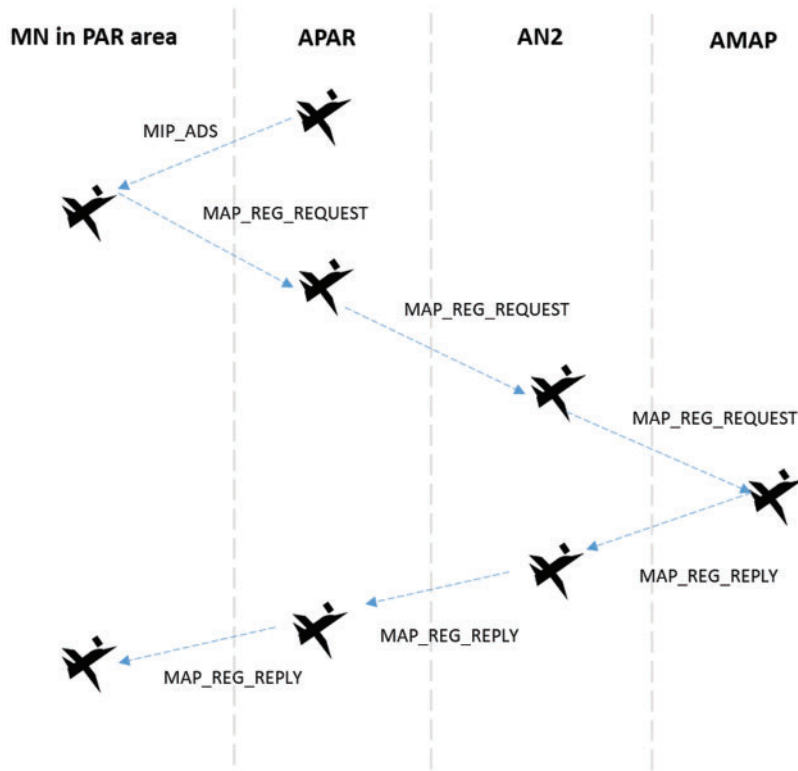 MN in PAR area
APAR
AN2
AMAP
MIP_ADS
MAP_REG_REQUEST
MAP_REG_REQUEST
MAP_REG_REQUEST
MAP_REG_REPLY
MAP_REG_REPLY
MAP_REG_REPLY